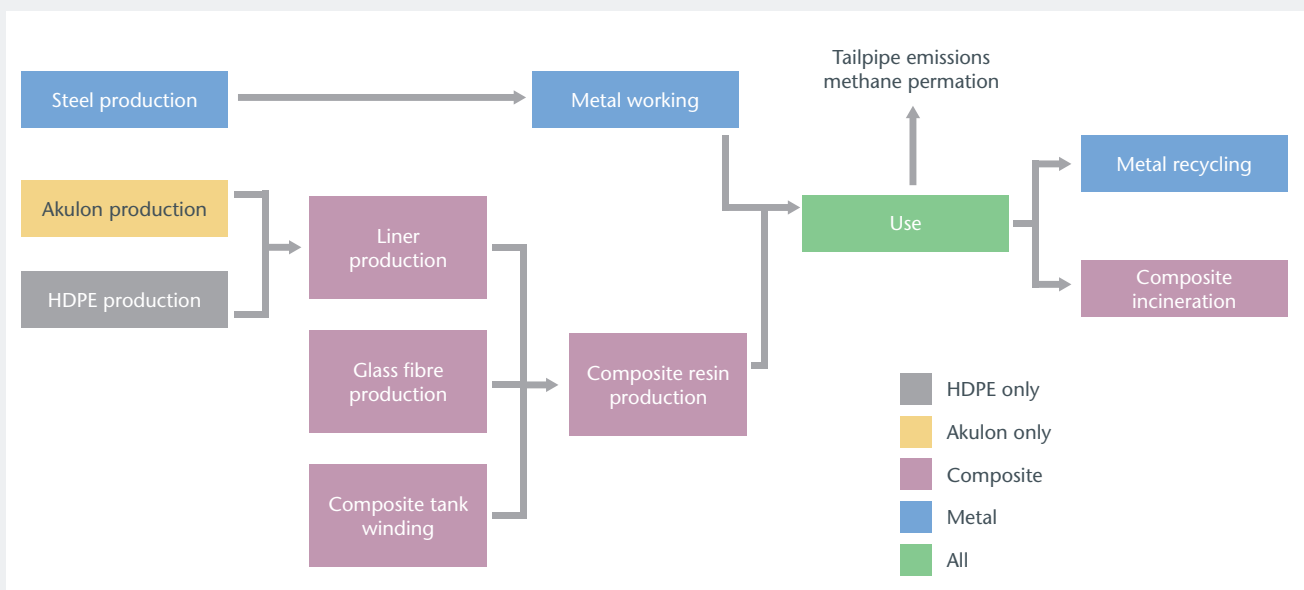 Tailpipe emissions
methane permation
Steel production
Metal working
Metal recycling
Akulon production
Liner
production
Use
HDPE production
Composite
incineration
Glass fibre
production
Composite resin
production
Composite tank
winding
HDPE only
Akulon only
Composite
Metal
All